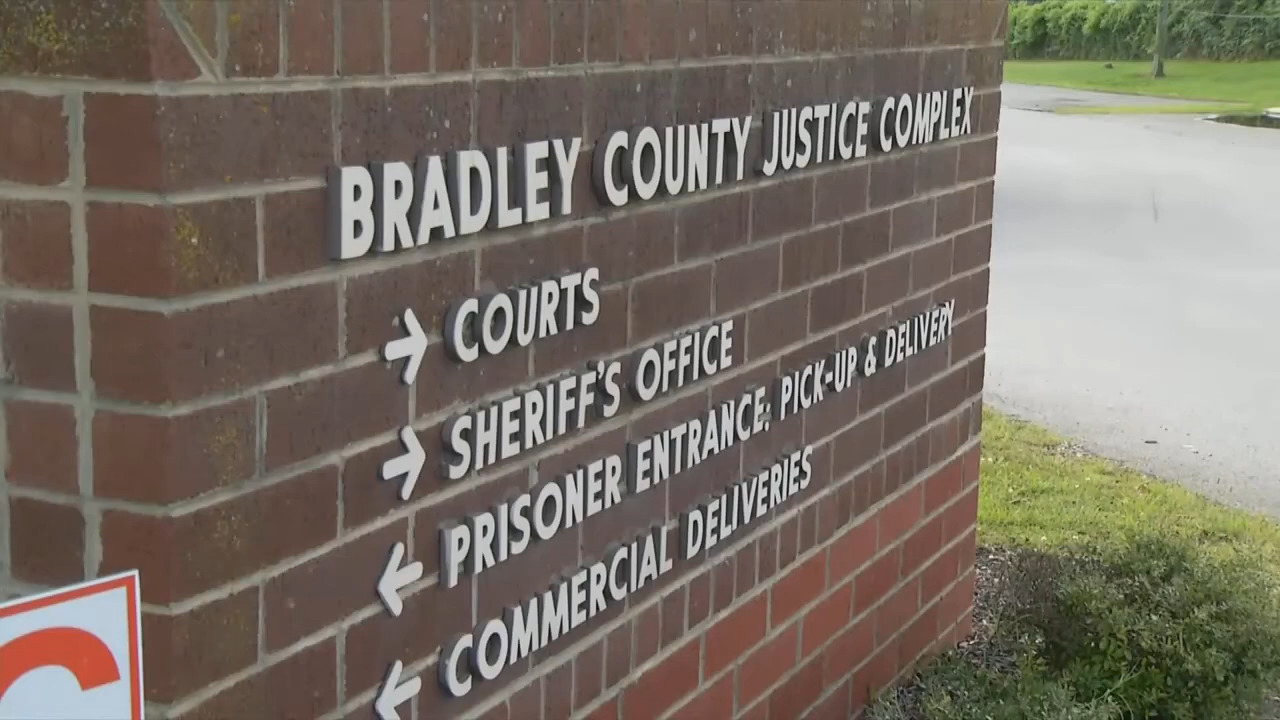 BRADLEY COUNTY JUSTICE COMPLEX
→ COURTS
→ SHERIFF'S OFFICE
← PRISONER ENTRANCE: PICK-UP & DELIVERY
← COMMERCIAL DELIVERIES